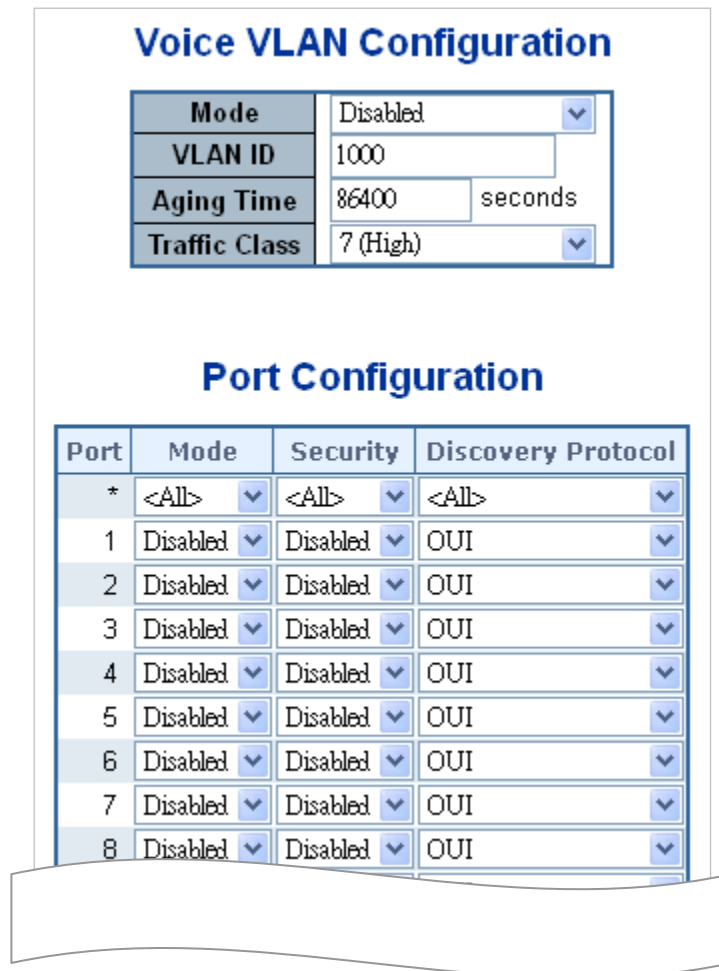 Voice VLAN Configuration
Mode Disabled
VLAN ID 1000
Aging Time 86400 seconds
Traffic Class 7 (High)
Port Configuration
Port Mode Security Discovery Protocol
* <All> <All> <All>
1 Disabled Disabled OUI
2 Disabled Disabled OUI
3 Disabled Disabled OUI
4 Disabled Disabled OUI
5 Disabled Disabled OUI
6 Disabled Disabled OUI
7 Disabled Disabled OUI
8 Disabled Disabled OUI